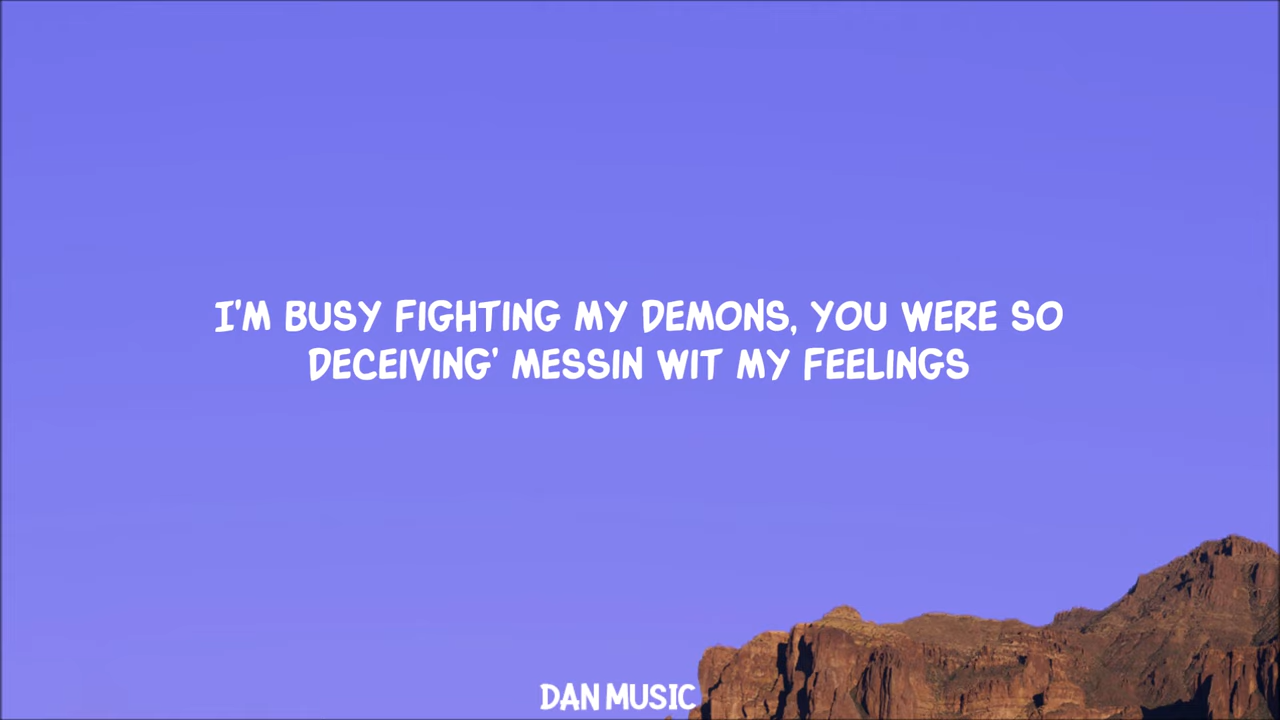 I'M BUSY FIGHTING MY DEMONS, YOU WERE SO
DECEIVING' MESSIN WIT MY FEELINGS
DAN MUSIC